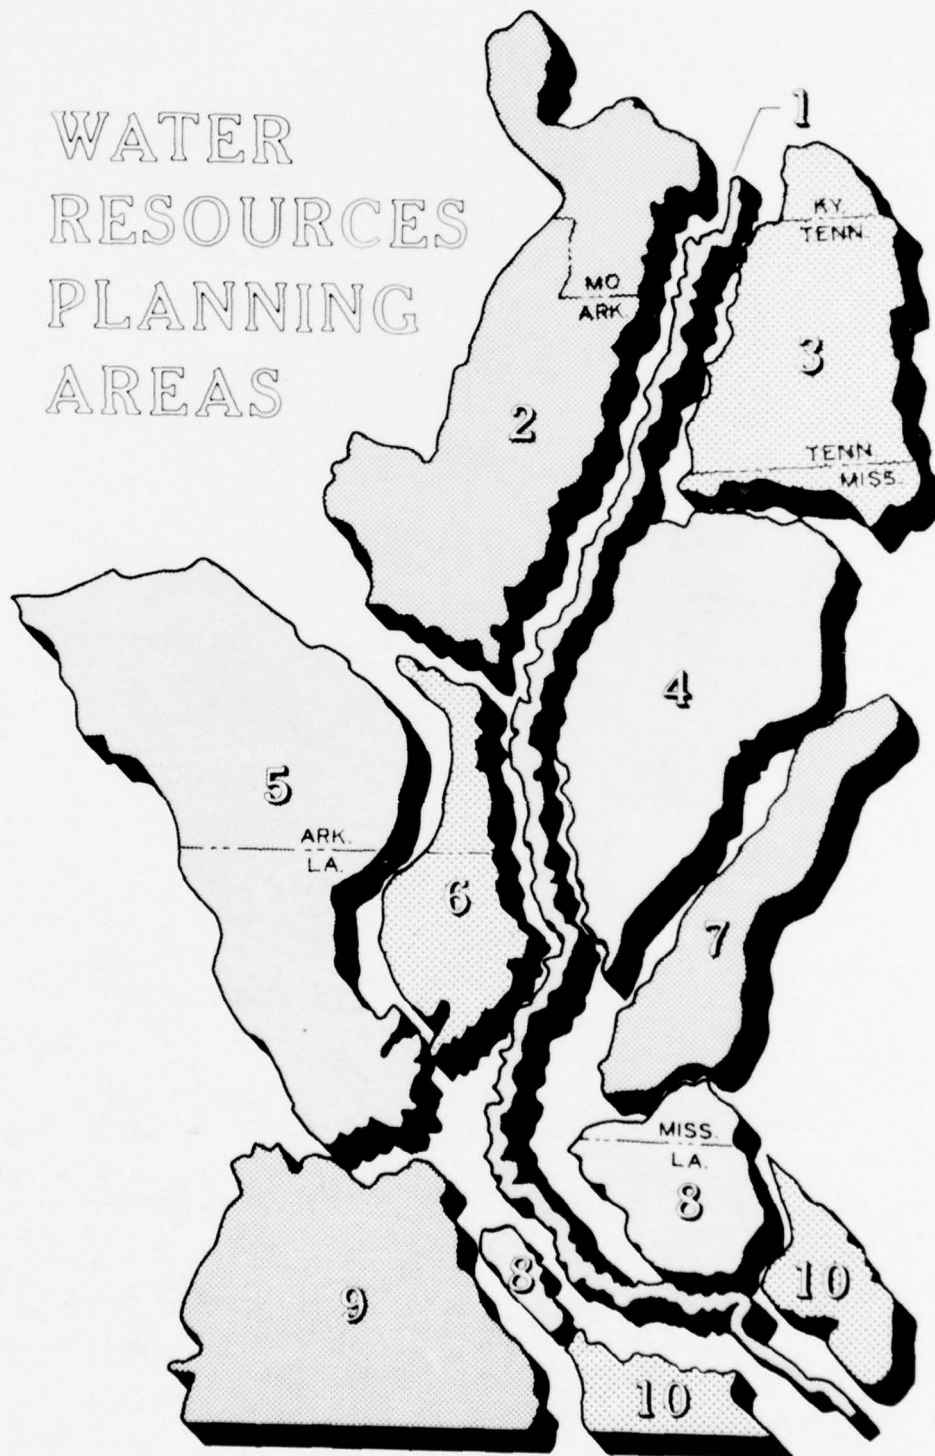 WATER
RESOURCES
PLANNING
AREAS
1
KY.
TENN.
MO
ARK.
3
2
TENN
MISS.
4
5
ARK.
LA.
6
7
MISS.
LA.
8
8
10
9
10